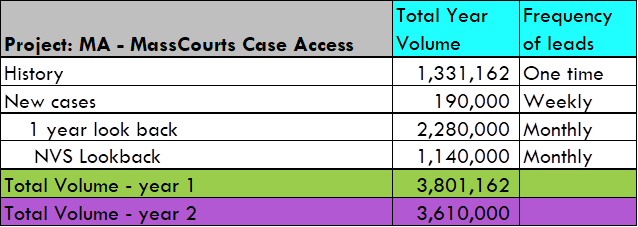 Total Year Frequency
Project: MA - MassCourts Case Access Volume of leads
History 1,331,162 One time
New cases 190,000 Weekly
1 year look back 2,280,000 Monthly
NVS Lookback 1,140,000 Monthly
Total Volume - year 1 3,801,162
Total Volume - year 2 3,610,000